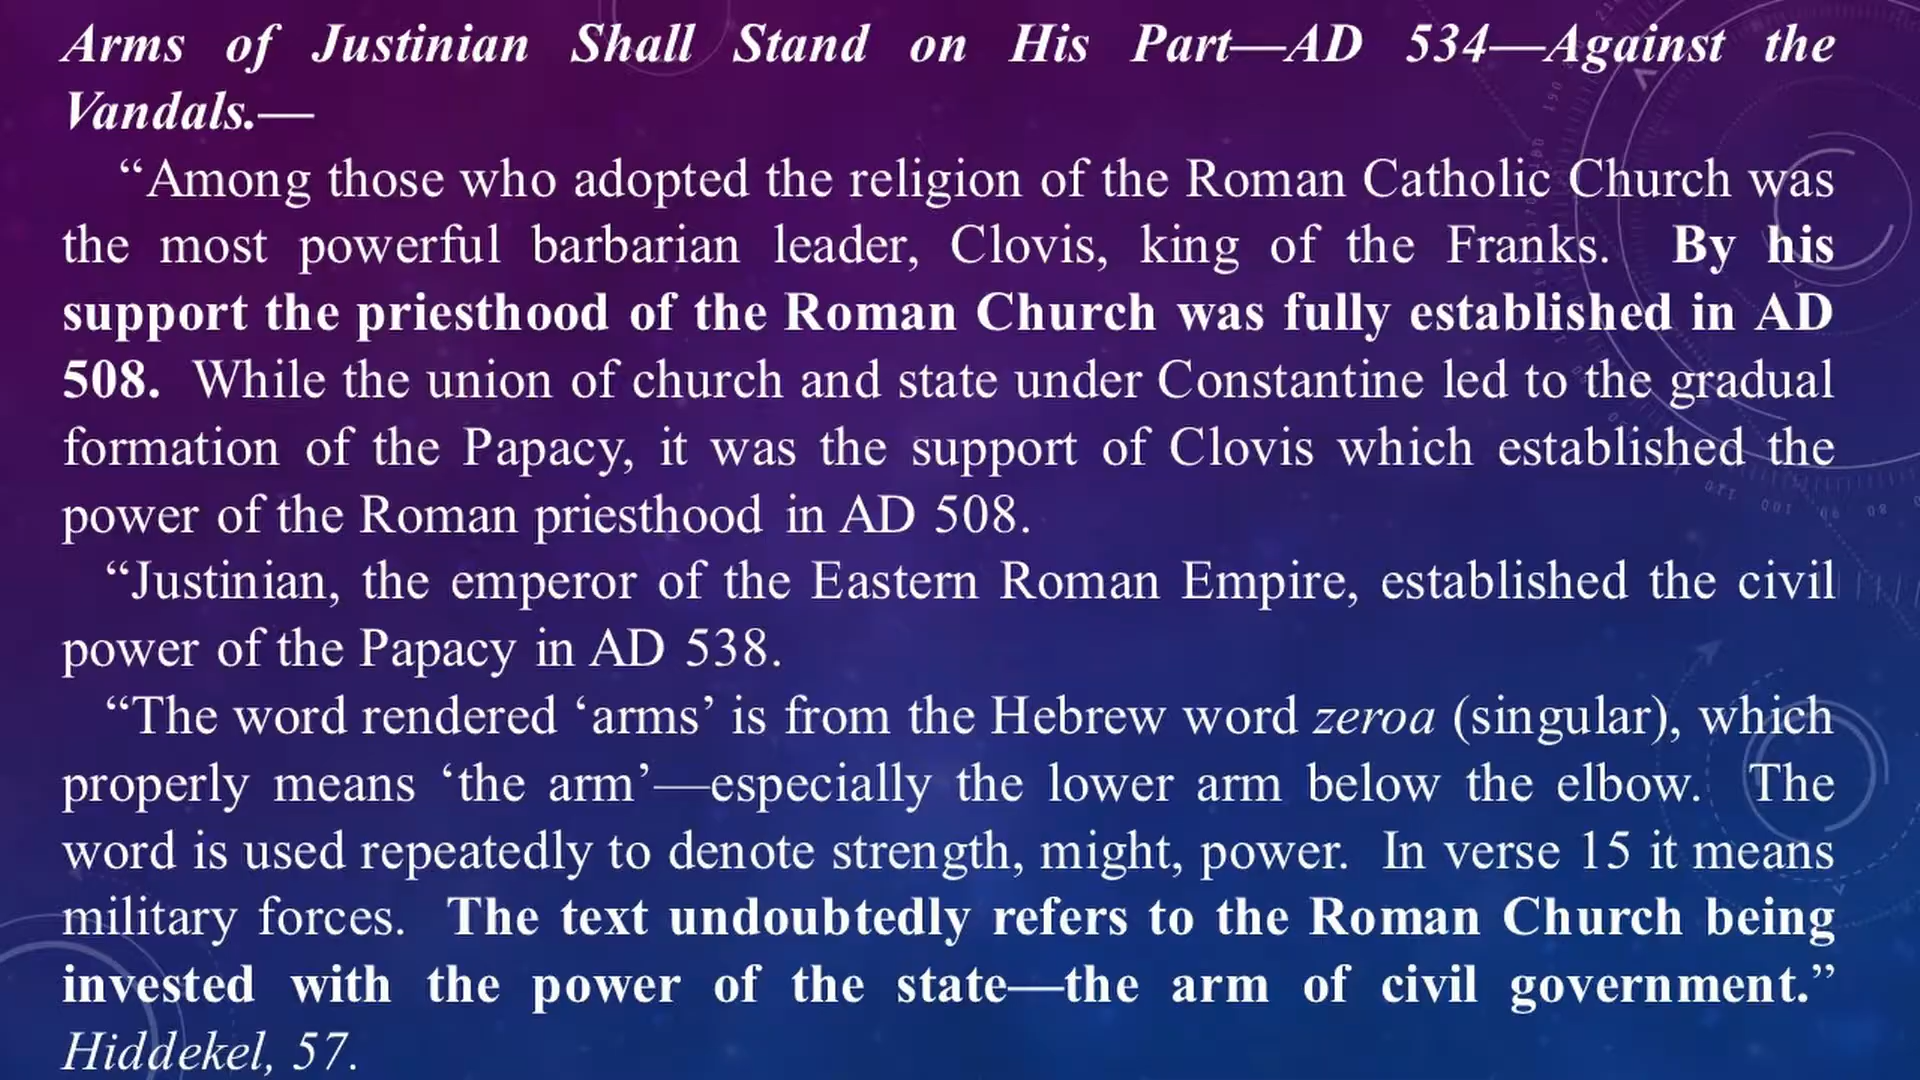 Arms of Justinian Shall Stand on His Part—AD 534—Against the
Vandals.—
“Among those who adopted the religion of the Roman Catholic Church was
the most powerful barbarian leader, Clovis, king of the Franks. By his
support the priesthood of the Roman Church was fully established in AD
508. While the union of church and state under Constantine led to the gradual
formation of the Papacy, it was the support of Clovis which established the
power of the Roman priesthood in AD 508.
“Justinian, the emperor of the Eastern Roman Empire, established the civil
power of the Papacy in AD 538.
“The word rendered ‘arms’ is from the Hebrew word zeroa (singular), which
properly means ‘the arm’—especially the lower arm below the elbow. The
word is used repeatedly to denote strength, might, power. In verse 15 it means
military forces. The text undoubtedly refers to the Roman Church being
invested with the power of the state—the arm of civil government.”
Hiddekel, 57.